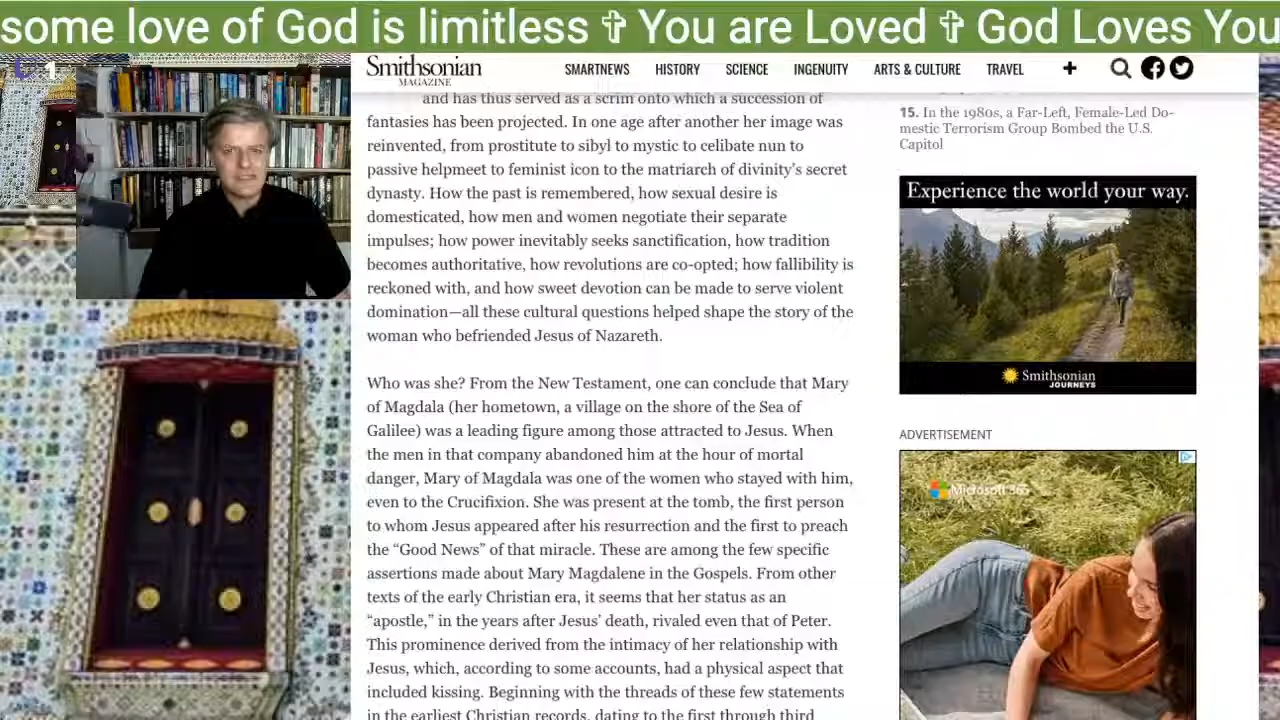 some love of God is limitless ✞ You are Loved ✞ God Loves You
Smithsonian
MAGAZINE
SMARTNEWS HISTORY SCIENCE INGENUITY ARTS & CULTURE TRAVEL +
and has thus served as a scrim onto which a succession of
fantasies has been projected. In one age after another her image was
reinvented, from prostitute to sibyl to mystic to celibate nun to
passive helpmeet to feminist icon to the matriarch of divinity’s secret
dynasty. How the past is remembered, how sexual desire is
domesticated, how men and women negotiate their separate
impulses; how power inevitably seeks sanctification, how tradition
becomes authoritative, how revolutions are co-opted; how fallibility is
reckoned with, and how sweet devotion can be made to serve violent
domination—all these cultural questions helped shape the story of the
woman who befriended Jesus of Nazareth.
Who was she? From the New Testament, one can conclude that Mary
of Magdala (her hometown, a village on the shore of the Sea of
Galilee) was a leading figure among those attracted to Jesus. When
the men in that company abandoned him at the hour of mortal
danger, Mary of Magdala was one of the women who stayed with him,
even to the Crucifixion. She was present at the tomb, the first person
to whom Jesus appeared after his resurrection and the first to preach
the “Good News” of that miracle. These are among the few specific
assertions made about Mary Magdalene in the Gospels. From other
texts of the early Christian era, it seems that her status as an
“apostle,” in the years after Jesus’ death, rivaled even that of Peter.
This prominence derived from the intimacy of her relationship with
Jesus, which, according to some accounts, had a physical aspect that
included kissing. Beginning with the threads of these few statements
in the earliest Christian records, dating to the first through third
15. In the 1980s, a Far-Left, Female-Led Do-
mestic Terrorism Group Bombed the U.S.
Capitol
Experience the world your way.
Smithsonian
JOURNEYS
ADVERTISEMENT
Microsoft 365